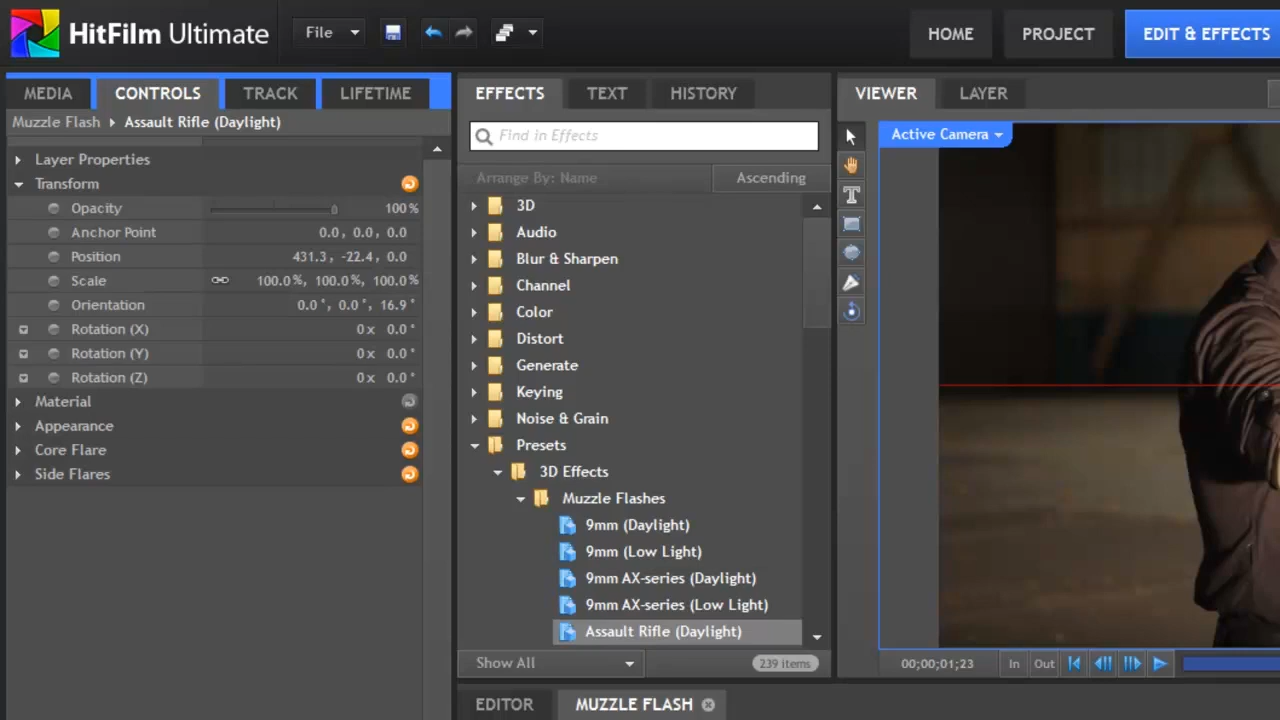 HitFilm Ultimate
File
HOME
PROJECT
EDIT & EFFECTS
MEDIA
CONTROLS
TRACK
LIFETIME
Muzzle Flash
Assault Rifle (Daylight)
Layer Properties
Transform
Opacity 100%
Anchor Point 0.0, 0.0, 0.0
Position 431.3, -22.4, 0.0
Scale 100.0%, 100.0%, 100.0%
Orientation 0.0°, 0.0°, 16.9°
Rotation (X) 0x 0.0°
Rotation (Y) 0x 0.0°
Rotation (Z) 0x 0.0°
Material
Appearance
Core Flare
Side Flares
EFFECTS
TEXT
HISTORY
Find in Effects
Arrange By: Name
Ascending
3D
Audio
Blur & Sharpen
Channel
Color
Distort
Generate
Keying
Noise & Grain
Presets
3D Effects
Muzzle Flashes
9mm (Daylight)
9mm (Low Light)
9mm AX-series (Daylight)
9mm AX-series (Low Light)
Assault Rifle (Daylight)
Show All
239 items
VIEWER
LAYER
Active Camera
T
00;00;01;23
In
Out
EDITOR
MUZZLE FLASH